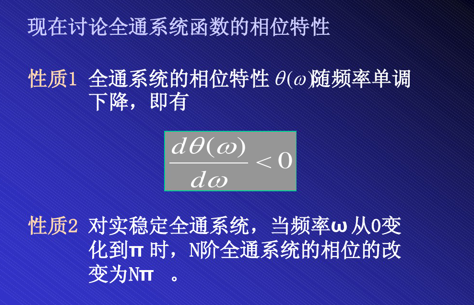 现在讨论全通系统函数的相位特性
性质1 全通系统的相位特性 θ(ω)随频率单调
下降，即有
dθ(ω)/dω < 0
性质2 对实稳定全通系统，当频率ω 从0变
化到π 时，N阶全通系统的相位的改
变为Nπ 。